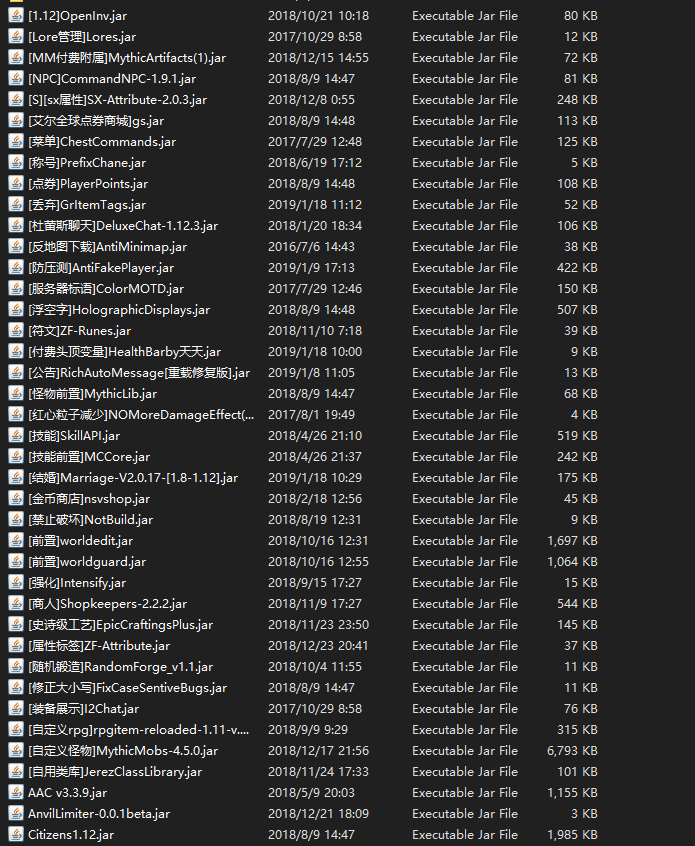 [1.12]OpenInv.jar 2018/10/21 10:18 Executable Jar File 80 KB
[Lore管理]Lores.jar 2017/10/29 8:58 Executable Jar File 12 KB
[MM付费附属]MythicArtifacts(1).jar 2018/12/15 14:55 Executable Jar File 72 KB
[NPC]CommandNPC-1.9.1.jar 2018/8/9 14:47 Executable Jar File 81 KB
[S][sx属性]SX-Attribute-2.0.3.jar 2018/12/8 0:55 Executable Jar File 248 KB
[艾尔全球点券商城]gs.jar 2018/8/9 14:48 Executable Jar File 113 KB
[菜单]ChestCommands.jar 2017/7/29 12:48 Executable Jar File 125 KB
[称号]PrefixChane.jar 2018/6/19 17:12 Executable Jar File 5 KB
[点券]PlayerPoints.jar 2018/8/9 14:48 Executable Jar File 108 KB
[丢弃]GrItemTags.jar 2019/1/18 11:12 Executable Jar File 52 KB
[杜苗斯聊天]DeluxeChat-1.12.3.jar 2018/1/20 18:34 Executable Jar File 106 KB
[反地图下载]AntiMinimap.jar 2016/7/6 14:43 Executable Jar File 38 KB
[防压测]AntiFakePlayer.jar 2019/1/9 17:13 Executable Jar File 422 KB
[服务器标语]ColorMOTD.jar 2017/7/29 12:46 Executable Jar File 150 KB
[浮空字]HolographicDisplays.jar 2018/8/9 14:48 Executable Jar File 507 KB
[符文]ZF-Runes.jar 2018/11/10 7:18 Executable Jar File 39 KB
[付费头顶变量]HealthBarby天天.jar 2019/1/18 10:00 Executable Jar File 9 KB
[公告]RichAutoMessage[重载修复版].jar 2019/1/8 11:05 Executable Jar File 13 KB
[怪物前置]MythicLib.jar 2018/8/9 14:47 Executable Jar File 68 KB
[红心粒子减少]NOMoreDamageEffect(... 2017/8/1 19:49 Executable Jar File 4 KB
[技能]SkillAPI.jar 2018/4/26 21:10 Executable Jar File 519 KB
[技能前置]MCCore.jar 2018/4/26 21:37 Executable Jar File 242 KB
[结婚]Marriage-V2.0.17-[1.8-1.12].jar 2019/1/18 10:29 Executable Jar File 175 KB
[金币商店]nsvshop.jar 2018/2/18 12:56 Executable Jar File 45 KB
[禁止破坏]NotBuild.jar 2018/8/19 12:31 Executable Jar File 9 KB
[前置]worldedit.jar 2018/10/16 12:31 Executable Jar File 1,697 KB
[前置]worldguard.jar 2018/10/16 12:55 Executable Jar File 1,064 KB
[强化]Intensify.jar 2018/9/15 17:27 Executable Jar File 15 KB
[商人]Shopkeepers-2.2.2.jar 2018/11/9 17:27 Executable Jar File 544 KB
[史诗级工艺]EpicCraftingsPlus.jar 2018/11/23 23:50 Executable Jar File 145 KB
[属性标签]ZF-Attribute.jar 2018/12/23 20:41 Executable Jar File 37 KB
[随机锻造]RandomForge_v1.1.jar 2018/10/4 11:55 Executable Jar File 11 KB
[修正大小写]FixCaseSentiveBugs.jar 2018/8/9 14:47 Executable Jar File 11 KB
[装备展示]I2Chat.jar 2017/10/29 8:58 Executable Jar File 76 KB
[自定义rpg]rpgitem-reloaded-1.11-v.... 2018/9/9 9:29 Executable Jar File 315 KB
[自定义怪物]MythicMobs-4.5.0.jar 2018/12/17 21:56 Executable Jar File 6,793 KB
[自用类库]JerezClassLibrary.jar 2018/11/24 17:33 Executable Jar File 101 KB
AAC v3.3.9.jar 2018/5/9 20:03 Executable Jar File 1,155 KB
AnvilLimiter-0.0.1beta.jar 2018/12/21 18:09 Executable Jar File 3 KB
Citizens1.12.jar 2018/8/9 14:47 Executable Jar File 1,985 KB